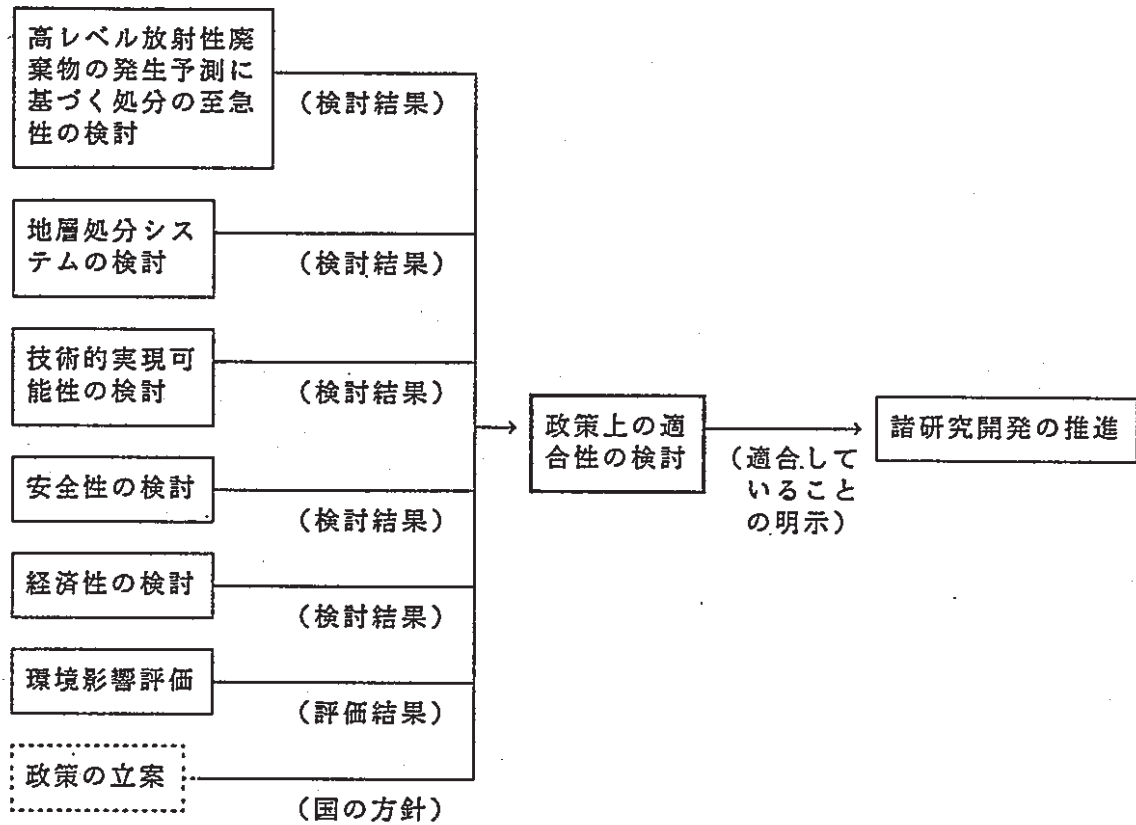 高レベル放射性廃
棄物の発生予測に
基づく処分の至急
性の検討
（検討結果）
地層処分シス
テムの検討
（検討結果）
技術的実現可
能性の検討
（検討結果）
政策上の適
合性の検討
（適合して
いること
の明示）
諸研究開発の推進
安全性の検討
（検討結果）
経済性の検討
（検討結果）
環境影響評価
（評価結果）
政策の立案
（国の方針）